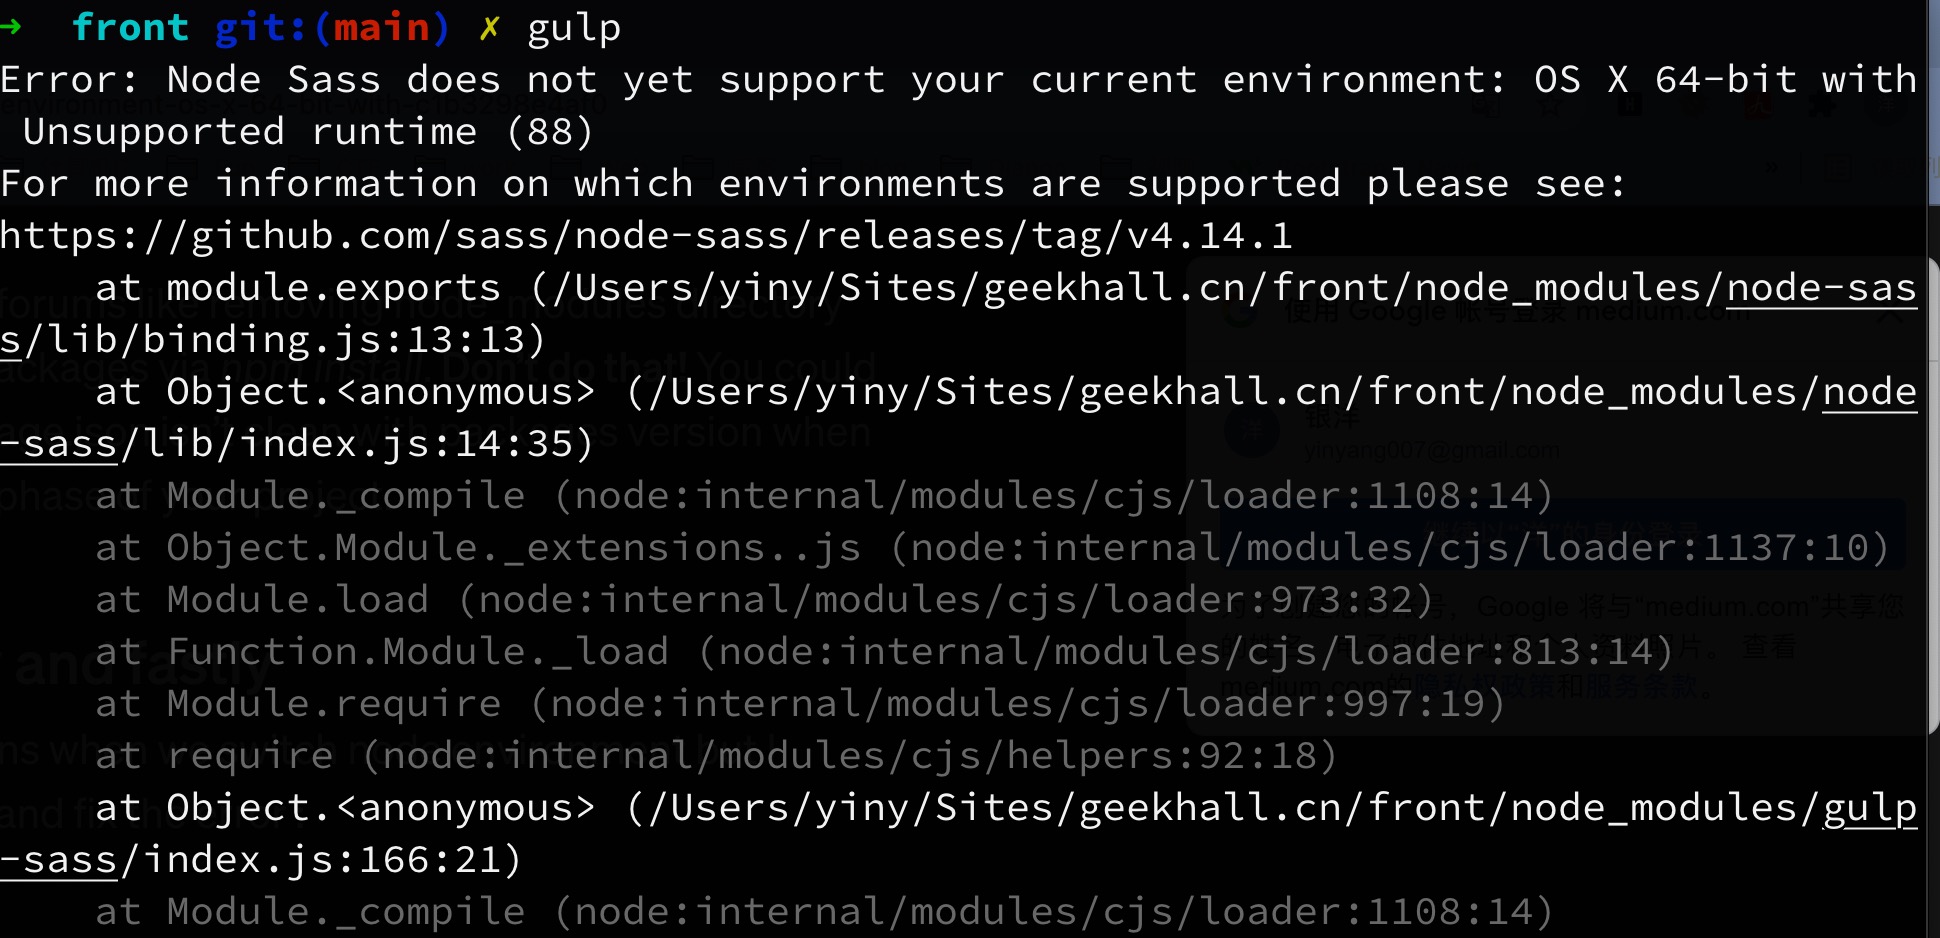 → front git:(main) ✗ gulp
Error: Node Sass does not yet support your current environment: OS X 64-bit with
 Unsupported runtime (88)
For more information on which environments are supported please see:
https://github.com/sass/node-sass/releases/tag/v4.14.1
    at module.exports (/Users/yiny/Sites/geekhall.cn/front/node_modules/node-sas
s/lib/binding.js:13:13)
    at Object.<anonymous> (/Users/yiny/Sites/geekhall.cn/front/node_modules/node
-sass/lib/index.js:14:35)
    at Module._compile (node:internal/modules/cjs/loader:1108:14)
    at Object.Module._extensions..js (node:internal/modules/cjs/loader:1137:10)
    at Module.load (node:internal/modules/cjs/loader:973:32)
    at Function.Module._load (node:internal/modules/cjs/loader:813:14)
    at Module.require (node:internal/modules/cjs/loader:997:19)
    at require (node:internal/modules/cjs/helpers:92:18)
    at Object.<anonymous> (/Users/yiny/Sites/geekhall.cn/front/node_modules/gulp
-sass/index.js:166:21)
    at Module._compile (node:internal/modules/cjs/loader:1108:14)